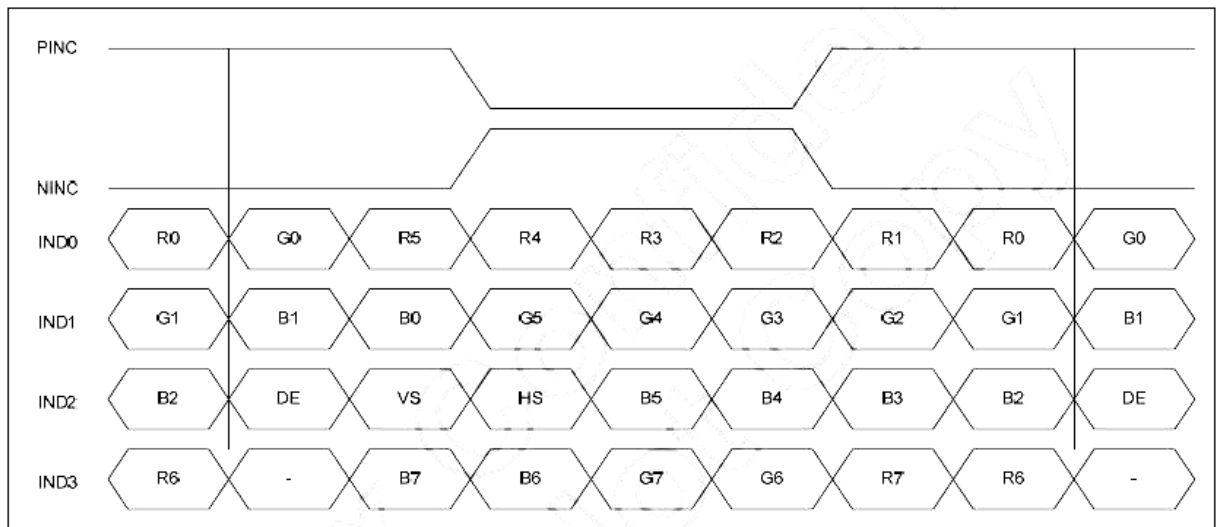 PINC
NINC
IND0 R0 G0 R5 R4 R3 R2 R1 R0 G0
IND1 G1 B1 B0 G5 G4 G3 G2 G1 B1
IND2 B2 DE VS HS B5 B4 B3 B2 DE
IND3 R6 - B7 B6 G7 G6 R7 R6 -